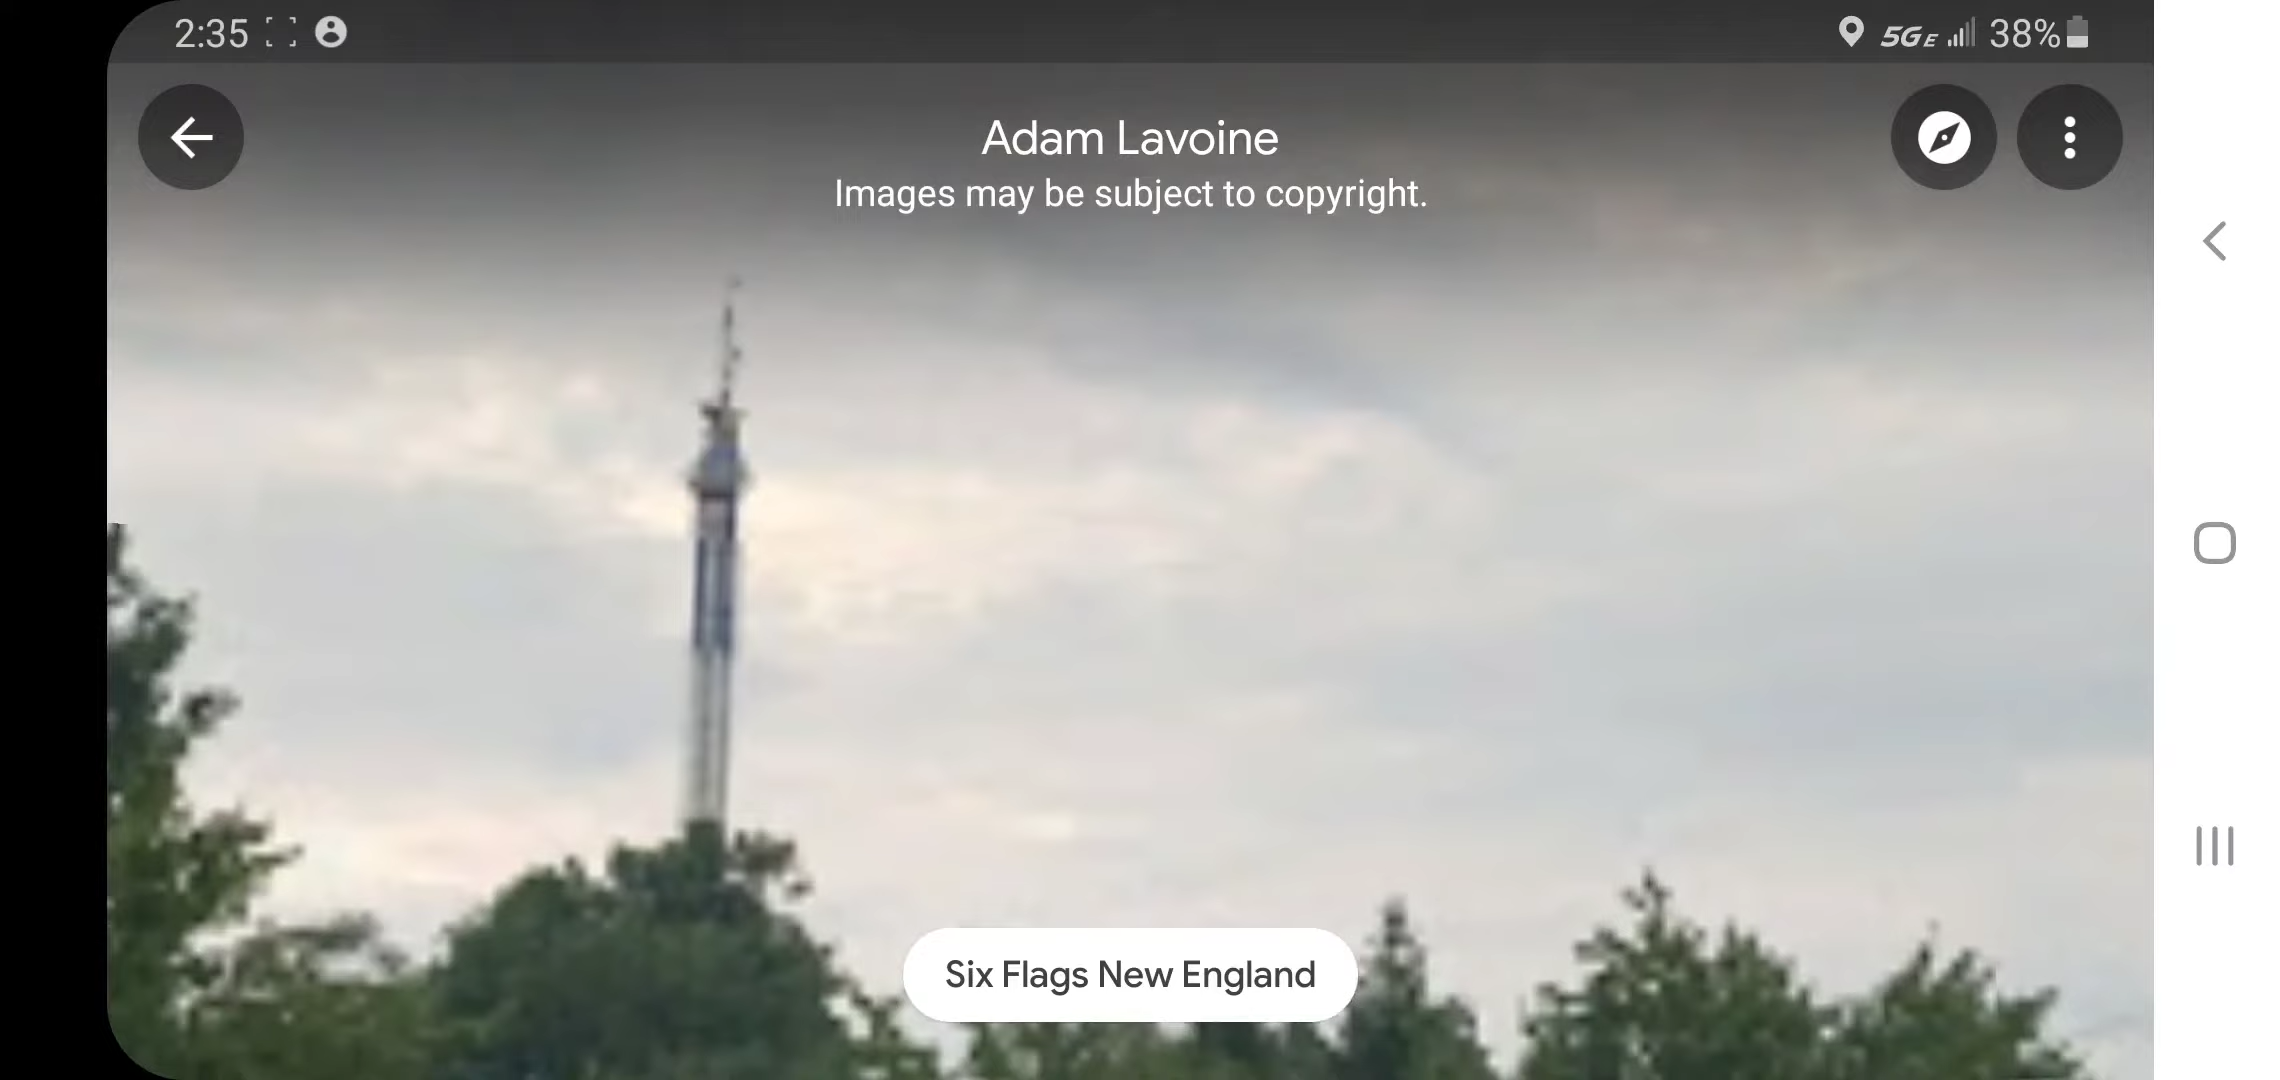 2:35
5GE
38%
Adam Lavoine
Images may be subject to copyright.
Six Flags New England